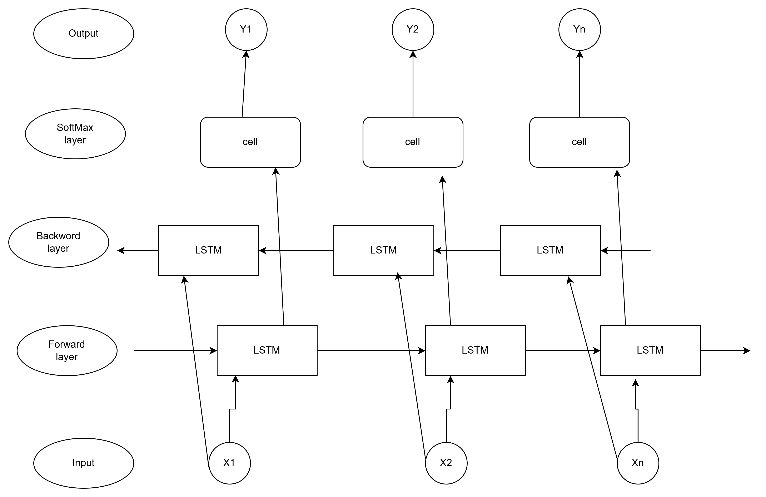 Output
Y1
Y2
Yn
SoftMax
layer
cell
cell
cell
Backword
layer
LSTM
LSTM
LSTM
Forward
layer
LSTM
LSTM
LSTM
Input
X1
X2
Xn